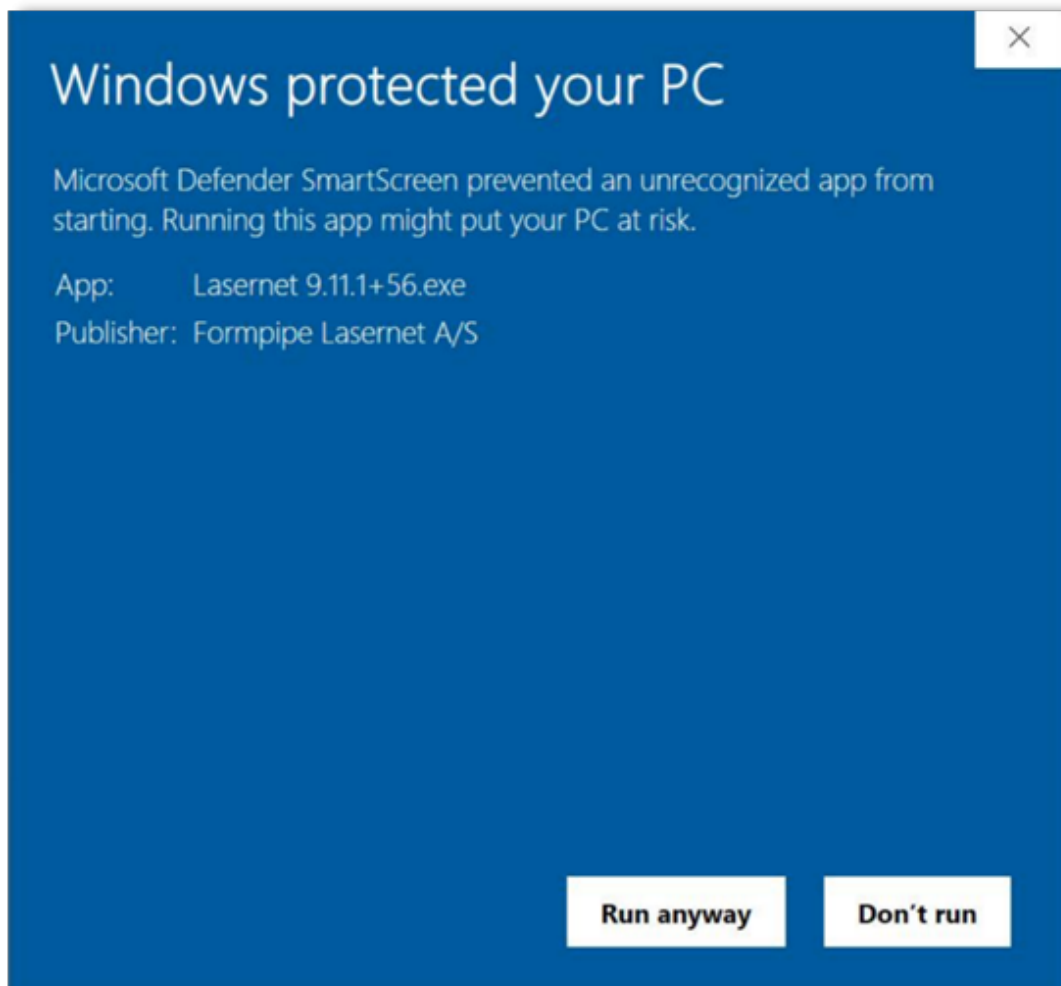 Windows protected your PC
Microsoft Defender SmartScreen prevented an unrecognized app from
starting. Running this app might put your PC at risk.
App: Lasernet 9.11.1+56.exe
Publisher: Formpipe Lasernet A/S
Run anyway Don't run